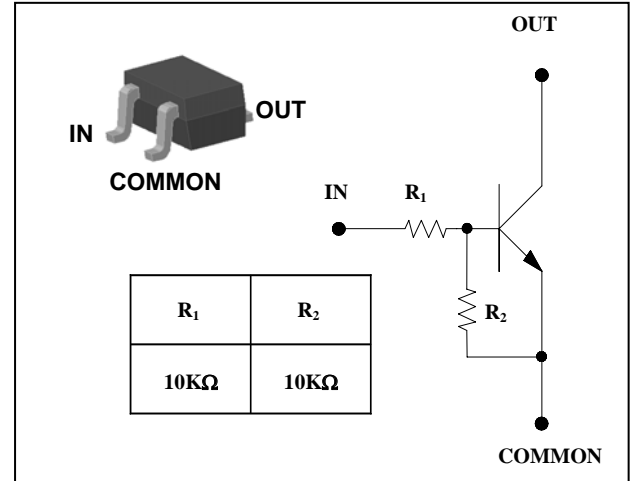 OUT
OUT
IN
COMMON
IN R₁
R₂
R₁ R₂
10KΩ 10KΩ
COMMON